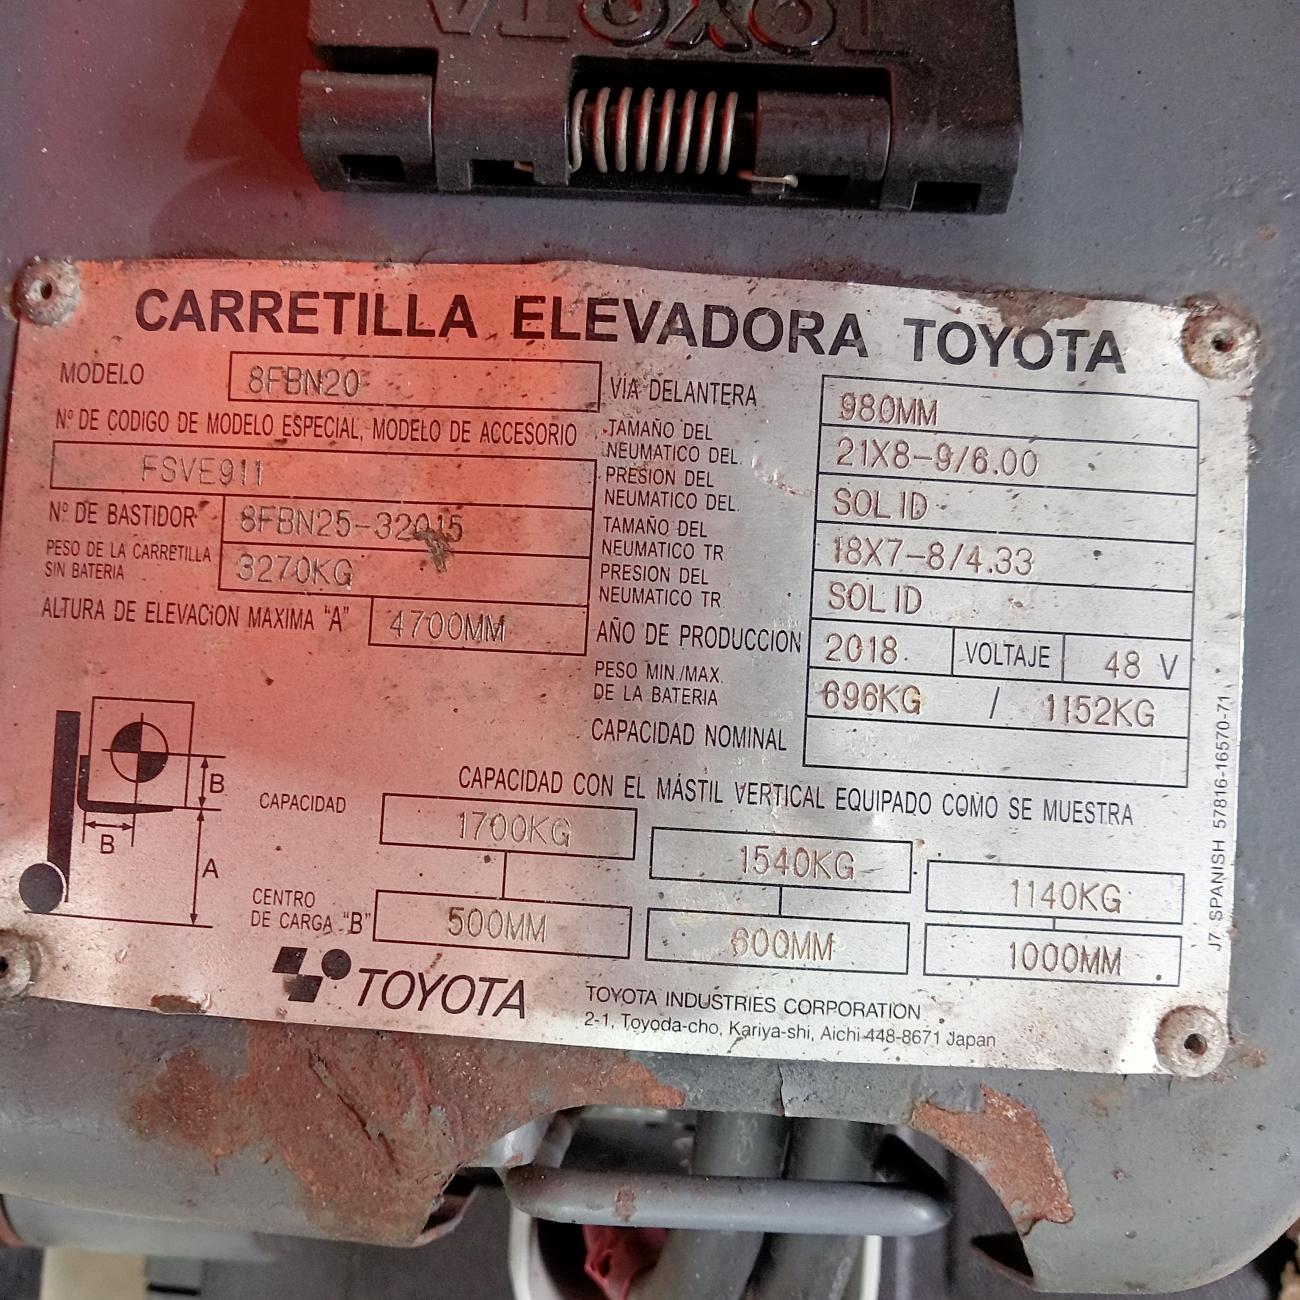 TOYOTA
CARRETILLA ELEVADORA TOYOTA
MODELO 8FBN20
Nº DE CODIGO DE MODELO ESPECIAL, MODELO DE ACCESORIO
FSVE911
Nº DE BASTIDOR 8FBN25-32015
PESO DE LA CARRETILLA
SIN BATERIA
3270KG
ALTURA DE ELEVACION MAXIMA "A" 4700MM
VIA DELANTERA 980MM
TAMAÑO DEL
NEUMATICO DEL.
21X8-9/6.00
PRESION DEL
NEUMATICO DEL.
SOLID
TAMAÑO DEL
NEUMATICO TR
18X7-8/4.33
PRESION DEL
NEUMATICO TR.
SOLID
AÑO DE PRODUCCION 2018 VOLTAJE 48 V
PESO MIN./MAX.
DE LA BATERIA
696KG / 1152KG
CAPACIDAD NOMINAL
CAPACIDAD CON EL MÁSTIL VERTICAL EQUIPADO COMO SE MUESTRA
CAPACIDAD 1700KG 1540KG 1140KG
CENTRO
DE CARGA "B"
500MM 600MM 1000MM
B
B
A
TOYOTA
TOYOTA INDUSTRIES CORPORATION
2-1, Toyoda-cho, Kariya-shi, Aichi 448-8671 Japan
J7 SPANISH 57816-16570-71